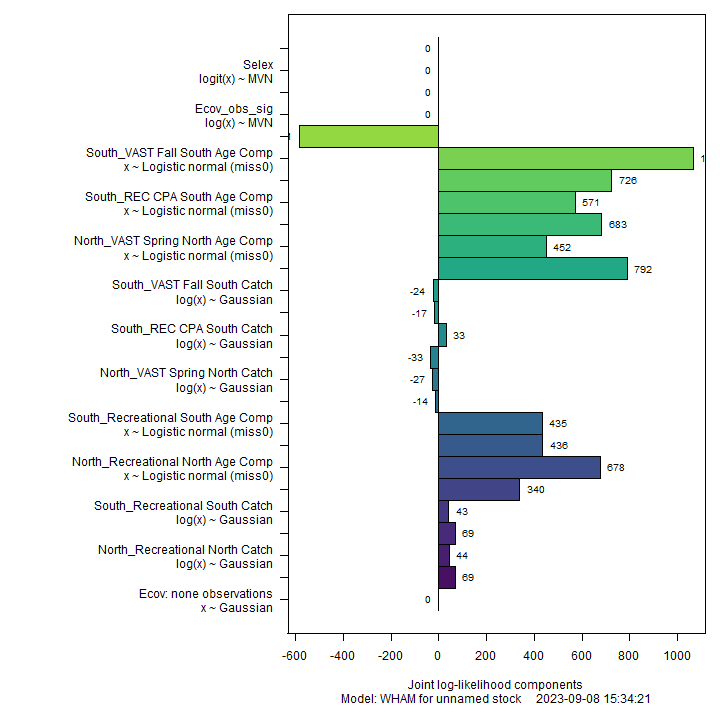 0
Selex
logit(x) ~ MVN
0
0
Ecov_obs_sig
log(x) ~ MVN
0
South_VAST Fall South Age Comp
x ~ Logistic normal (miss0)
726
South_REC CPA South Age Comp
x ~ Logistic normal (miss0)
571
683
North_VAST Spring North Age Comp
x ~ Logistic normal (miss0)
452
792
South_VAST Fall South Catch
log(x) ~ Gaussian
-24
-17
South_REC CPA South Catch
log(x) ~ Gaussian
33
-33
North_VAST Spring North Catch
log(x) ~ Gaussian
-27
-14
South_Recreational South Age Comp
x ~ Logistic normal (miss0)
435
436
North_Recreational North Age Comp
x ~ Logistic normal (miss0)
678
340
South_Recreational South Catch
log(x) ~ Gaussian
43
69
North_Recreational North Catch
log(x) ~ Gaussian
44
69
Ecov: none observations
x ~ Gaussian
0
-600 -400 -200 0 200 400 600 800 1000
Joint log-likelihood components
Model: WHAM for unnamed stock 2023-09-08 15:34:21